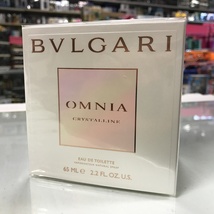 BVLGARI
OMNIA
CRYSTALLINE
EAU DE TOILETTE
65 ML ℮ 2.2 FL. OZ. U.S.